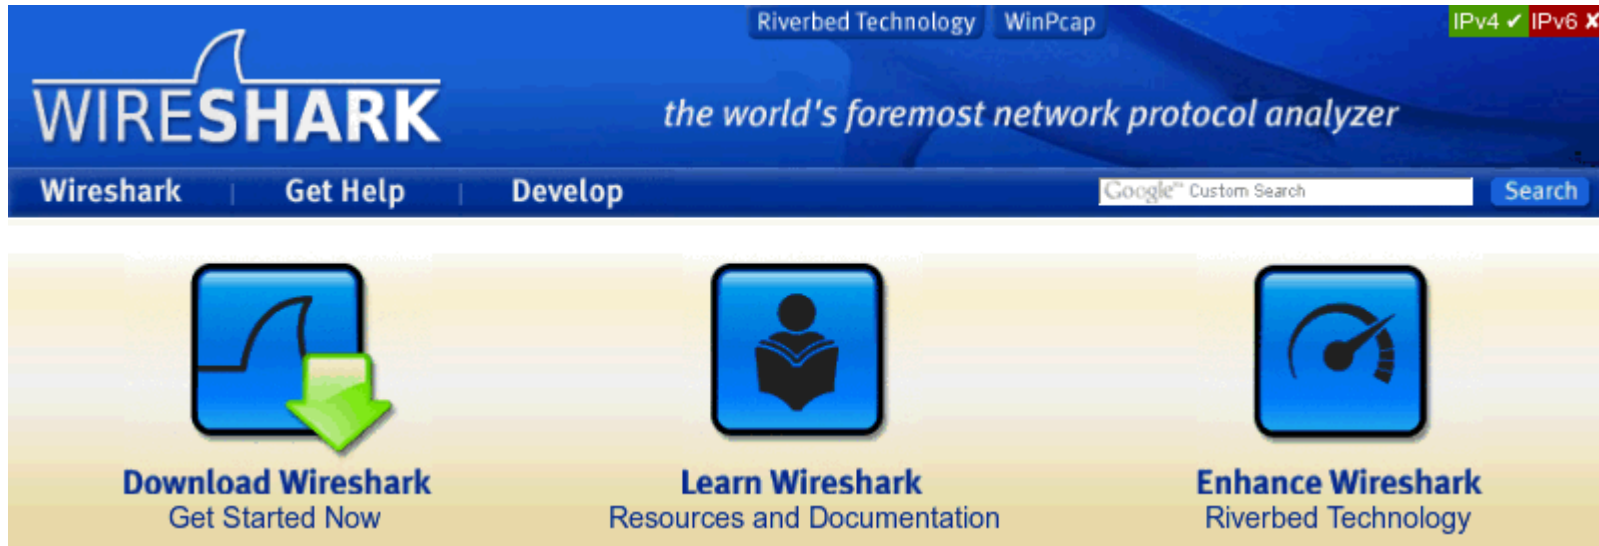 Riverbed Technology WinPcap IPv4 ✔ IPv6 ✘
WIRESHARK
the world's foremost network protocol analyzer
Wireshark Get Help Develop Google™ Custom Search Search
Download Wireshark Learn Wireshark Enhance Wireshark
Get Started Now Resources and Documentation Riverbed Technology